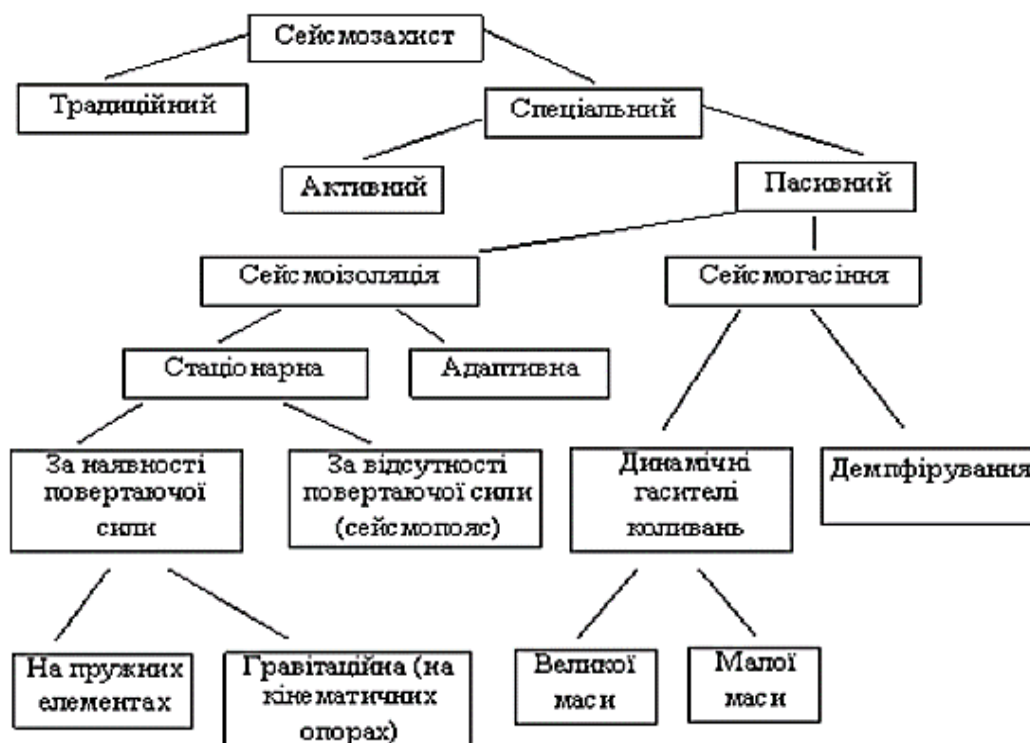 Сейсмозахист
Традиційний
Спеціальний
Активний
Пасивний
Сейсмоізоляція
Сейсмогасіння
Стаціонарна
Адаптивна
За наявності
повертаючої
сили
За відсутності
повертаючої сили
(сейсмопояс)
Динамічні
гасителі
коливань
Демпфірування
На пружних
елементах
Гравітаційна (на
кінематичних
опорах)
Великої
маси
Малої
маси